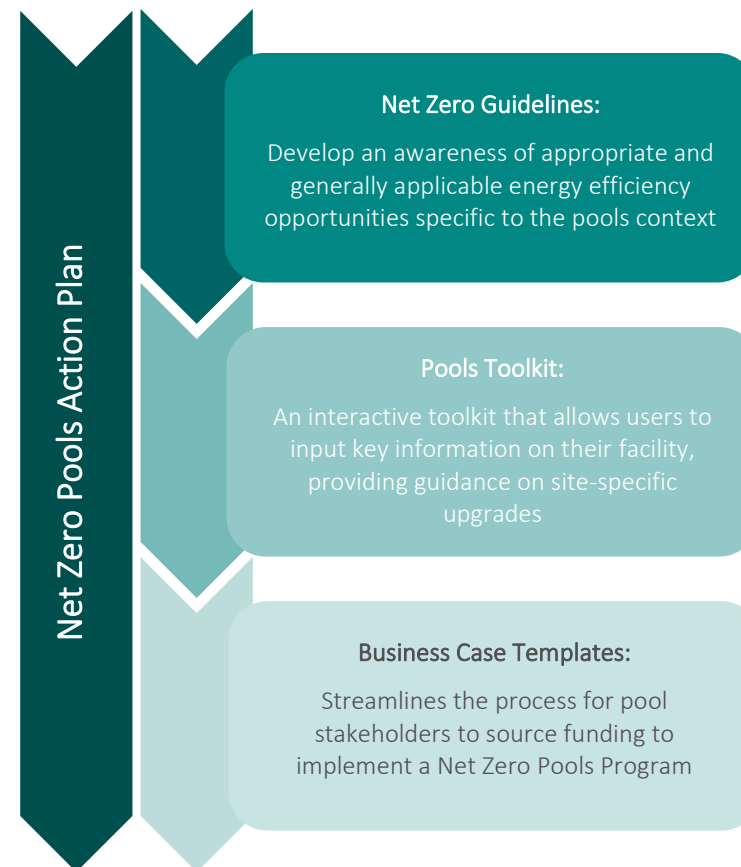 Net Zero Pools Action Plan
Net Zero Guidelines:
Develop an awareness of appropriate and
generally applicable energy efficiency
opportunities specific to the pools context
Pools Toolkit:
An interactive toolkit that allows users to
input key information on their facility,
providing guidance on site-specific
upgrades
Business Case Templates:
Streamlines the process for pool
stakeholders to source funding to
implement a Net Zero Pools Program